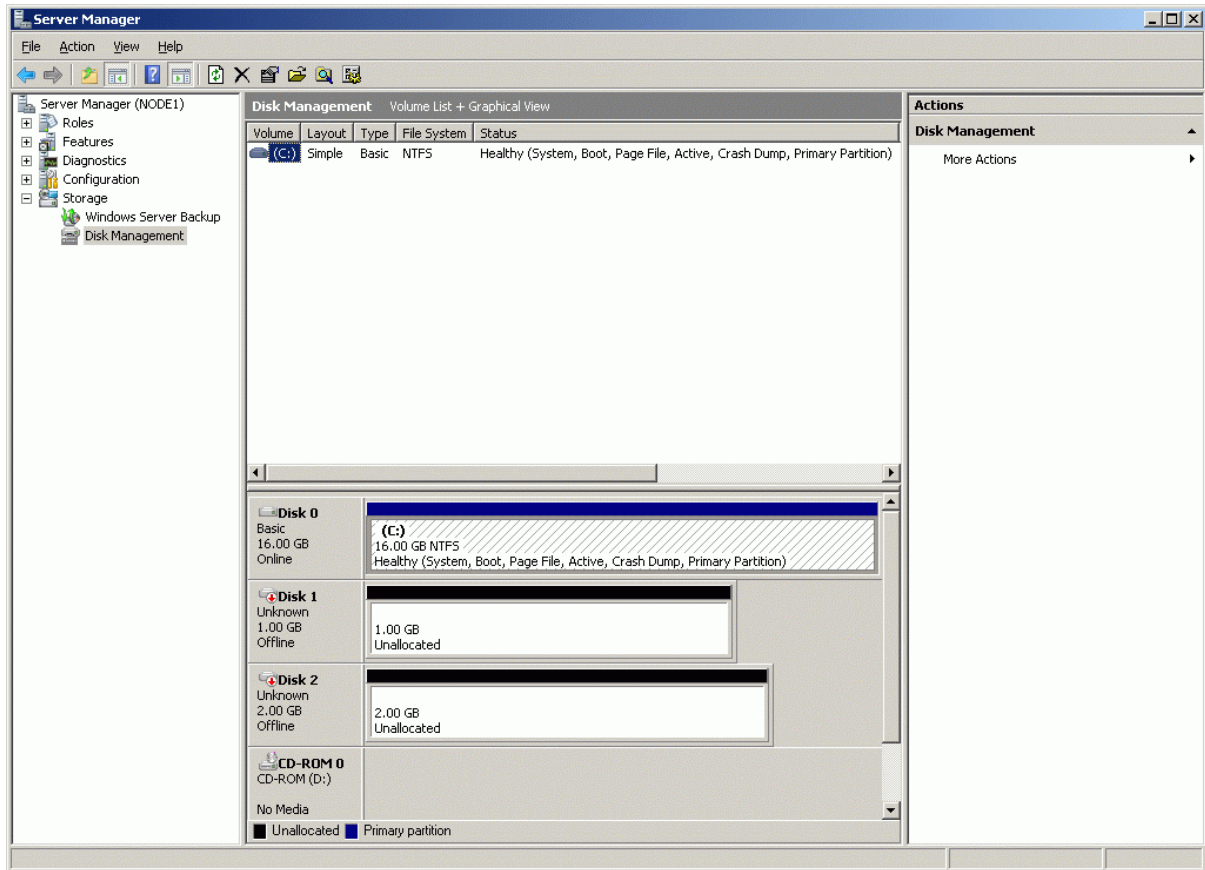 Server Manager
File Action View Help
Server Manager (NODE1)
Roles
Features
Diagnostics
Configuration
Storage
Windows Server Backup
Disk Management
Disk Management Volume List + Graphical View
Volume Layout Type File System Status
(C:) Simple Basic NTFS Healthy (System, Boot, Page File, Active, Crash Dump, Primary Partition)
Disk 0
Basic
16.00 GB
Online
(C:)
16.00 GB NTFS
Healthy (System, Boot, Page File, Active, Crash Dump, Primary Partition)
Disk 1
Unknown
1.00 GB
Offline
1.00 GB
Unallocated
Disk 2
Unknown
2.00 GB
Offline
2.00 GB
Unallocated
CD-ROM 0
CD-ROM (D:)
No Media
Unallocated Primary partition
Actions
Disk Management
More Actions